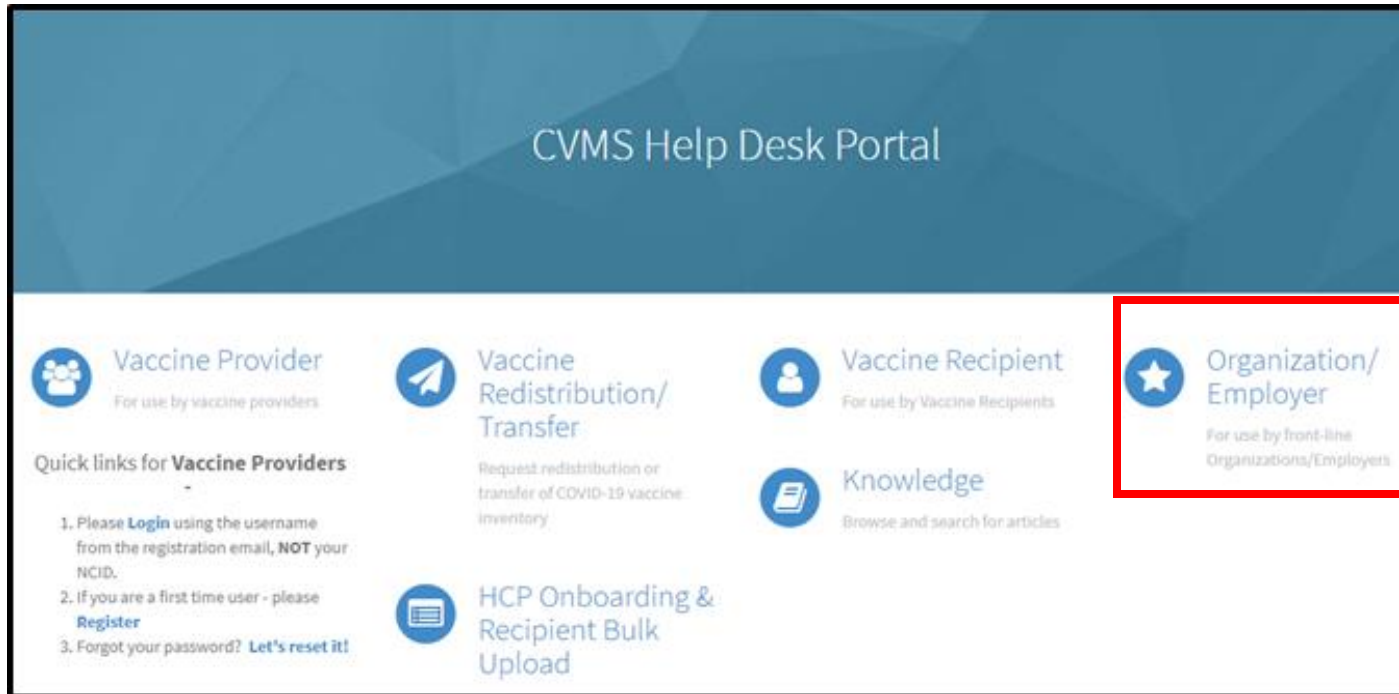 CVMS Help Desk Portal
Vaccine Provider
For use by vaccine providers
Quick links for Vaccine Providers
-
1. Please Login using the username
from the registration email, NOT your
NCID.
2. If you are a first time user - please
Register
3. Forgot your password? Let's reset it!
Vaccine
Redistribution/
Transfer
Request redistribution or
transfer of COVID-19 vaccine
inventory
HCP Onboarding &
Recipient Bulk
Upload
Vaccine Recipient
For use by Vaccine Recipients
Knowledge
Browse and search for articles
Organization/
Employer
For use by front-line
Organizations/Employers